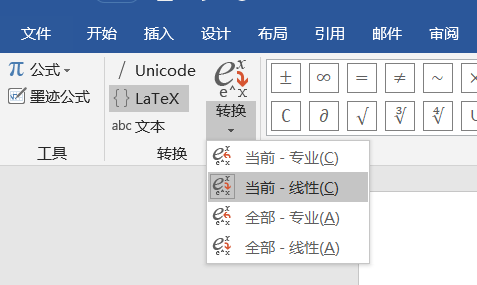 文件 开始 插入 设计 布局 引用 邮件 审阅
π 公式
墨迹公式
工具
/ Unicode
{} LaTeX
abc 文本
e^x
转换
转换
± ∞ = ≠ ~ ×
∁ ∂ √ ∛ ∜
当前 - 专业(C)
当前 - 线性(C)
全部 - 专业(A)
全部 - 线性(A)